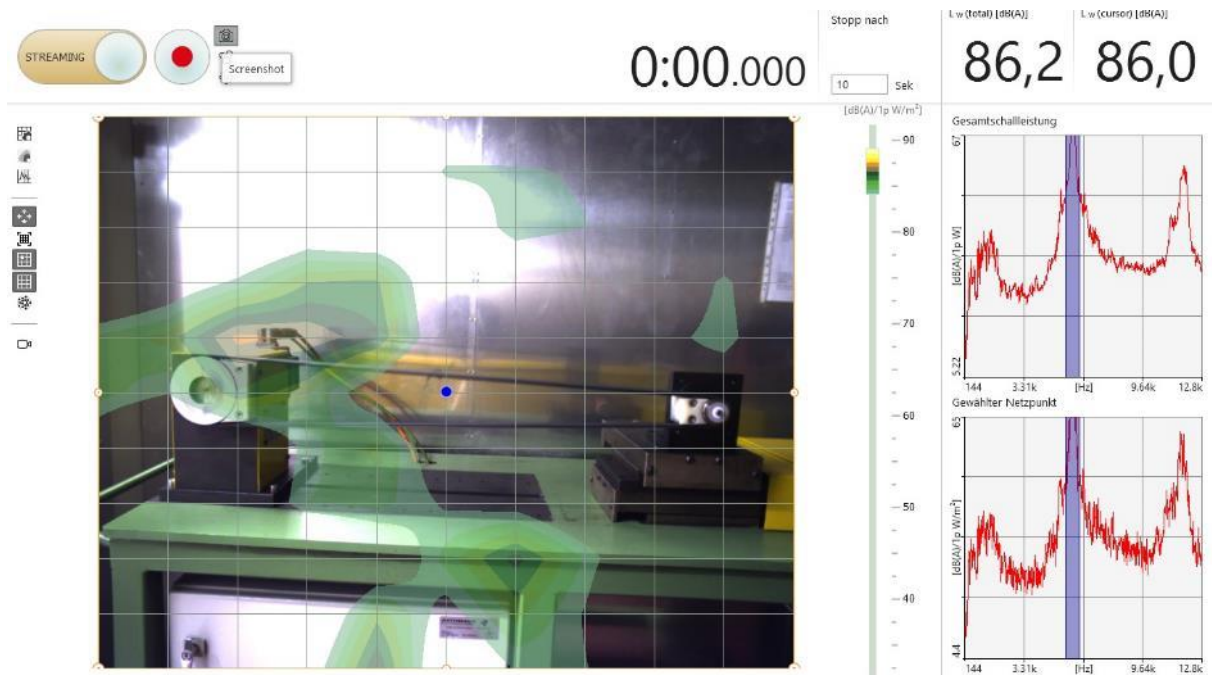 STREAMING
Screenshot
0:00.000
Stopp nach
10 Sek
L w (total) [dB(A)]
86,2
L w (cursor) [dB(A)]
86,0
[dB(A)/1p W/m²]
90
80
70
60
50
40
Gesamtschallleistung
67
[dB(A)/1p W]
5.22
144 3.31k [Hz] 9.64k 12.8k
Gewählter Netzpunkt
65
[dB(A)/1p W/m²]
4.4
144 3.31k [Hz] 9.64k 12.8k